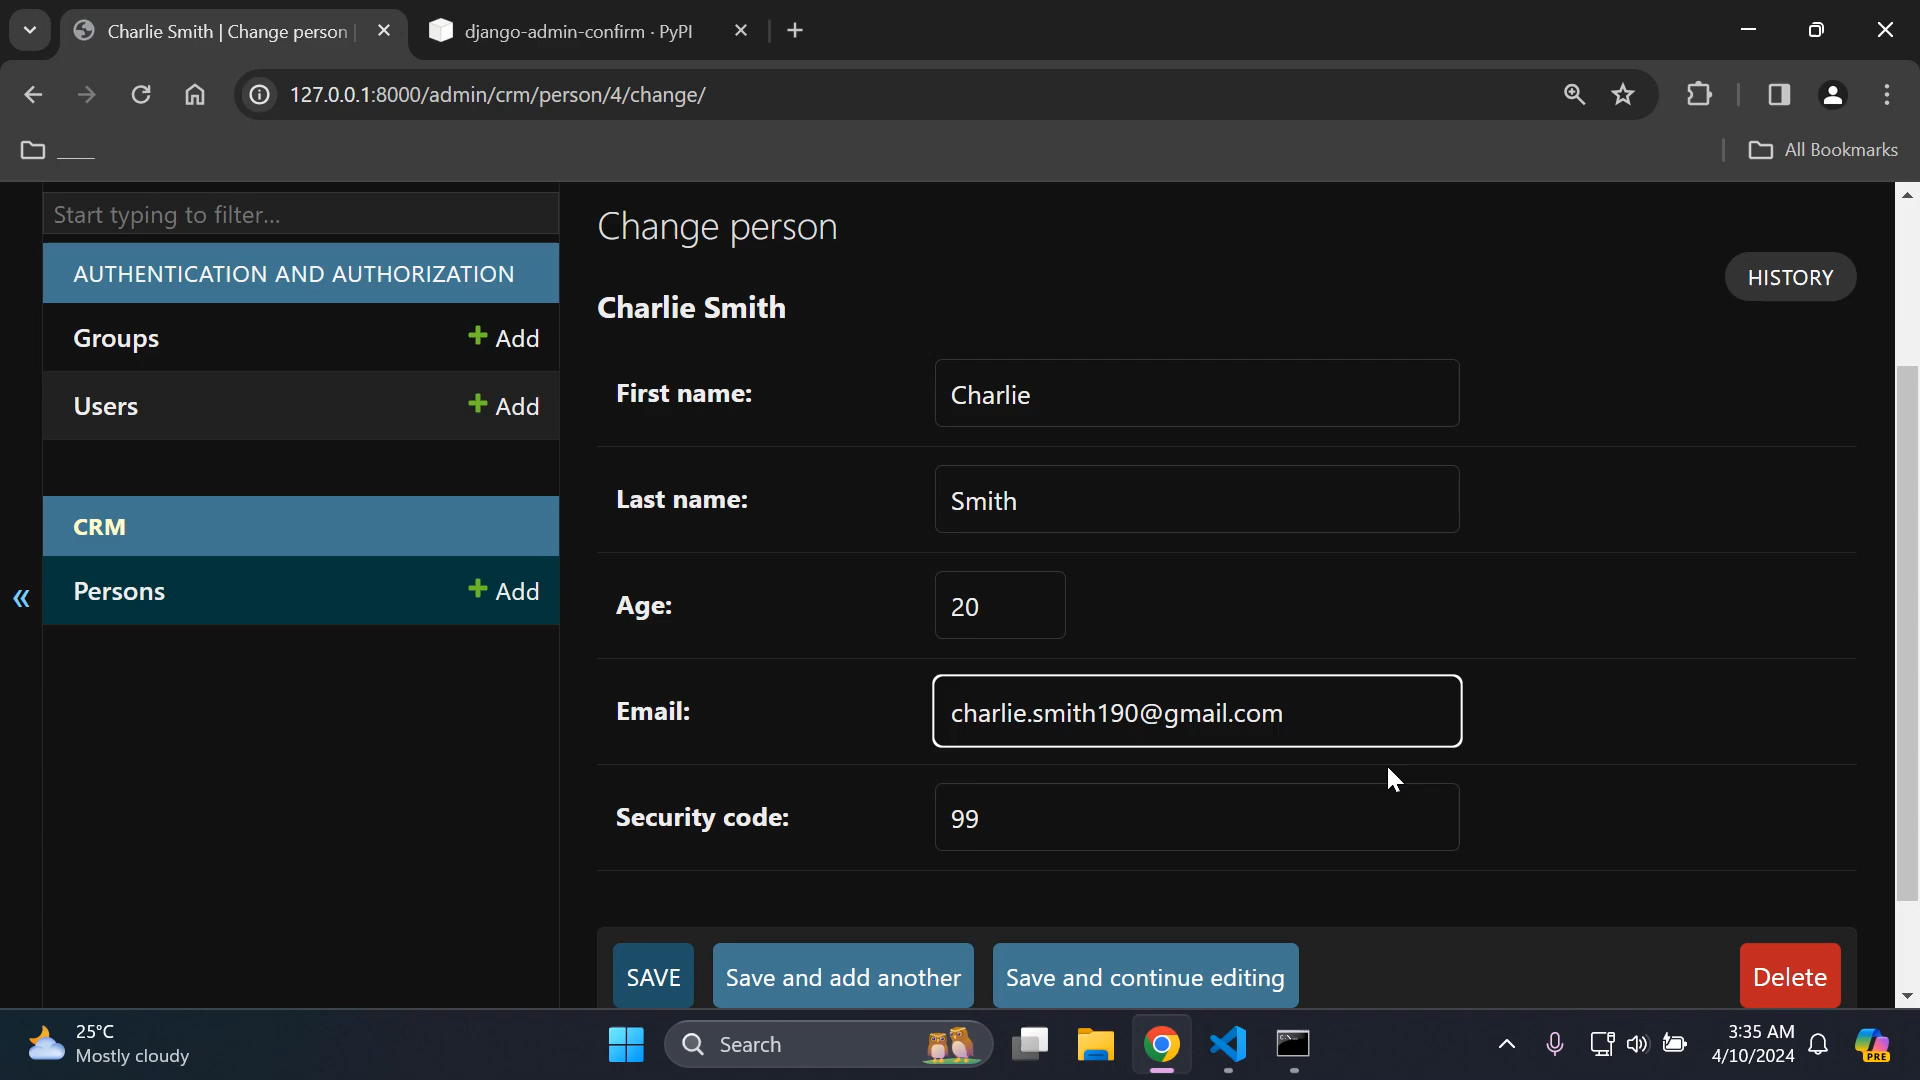 Charlie Smith | Change person
django-admin-confirm · PyPI
127.0.0.1:8000/admin/crm/person/4/change/
All Bookmarks
Start typing to filter...
AUTHENTICATION AND AUTHORIZATION
Groups
Add
Users
Add
CRM
Persons
Add
Change person
HISTORY
Charlie Smith
First name:
Charlie
Last name:
Smith
Age:
20
Email:
charlie.smith190@gmail.com
Security code:
99
SAVE
Save and add another
Save and continue editing
Delete
25°C
Mostly cloudy
Search
3:35 AM
4/10/2024
PRE